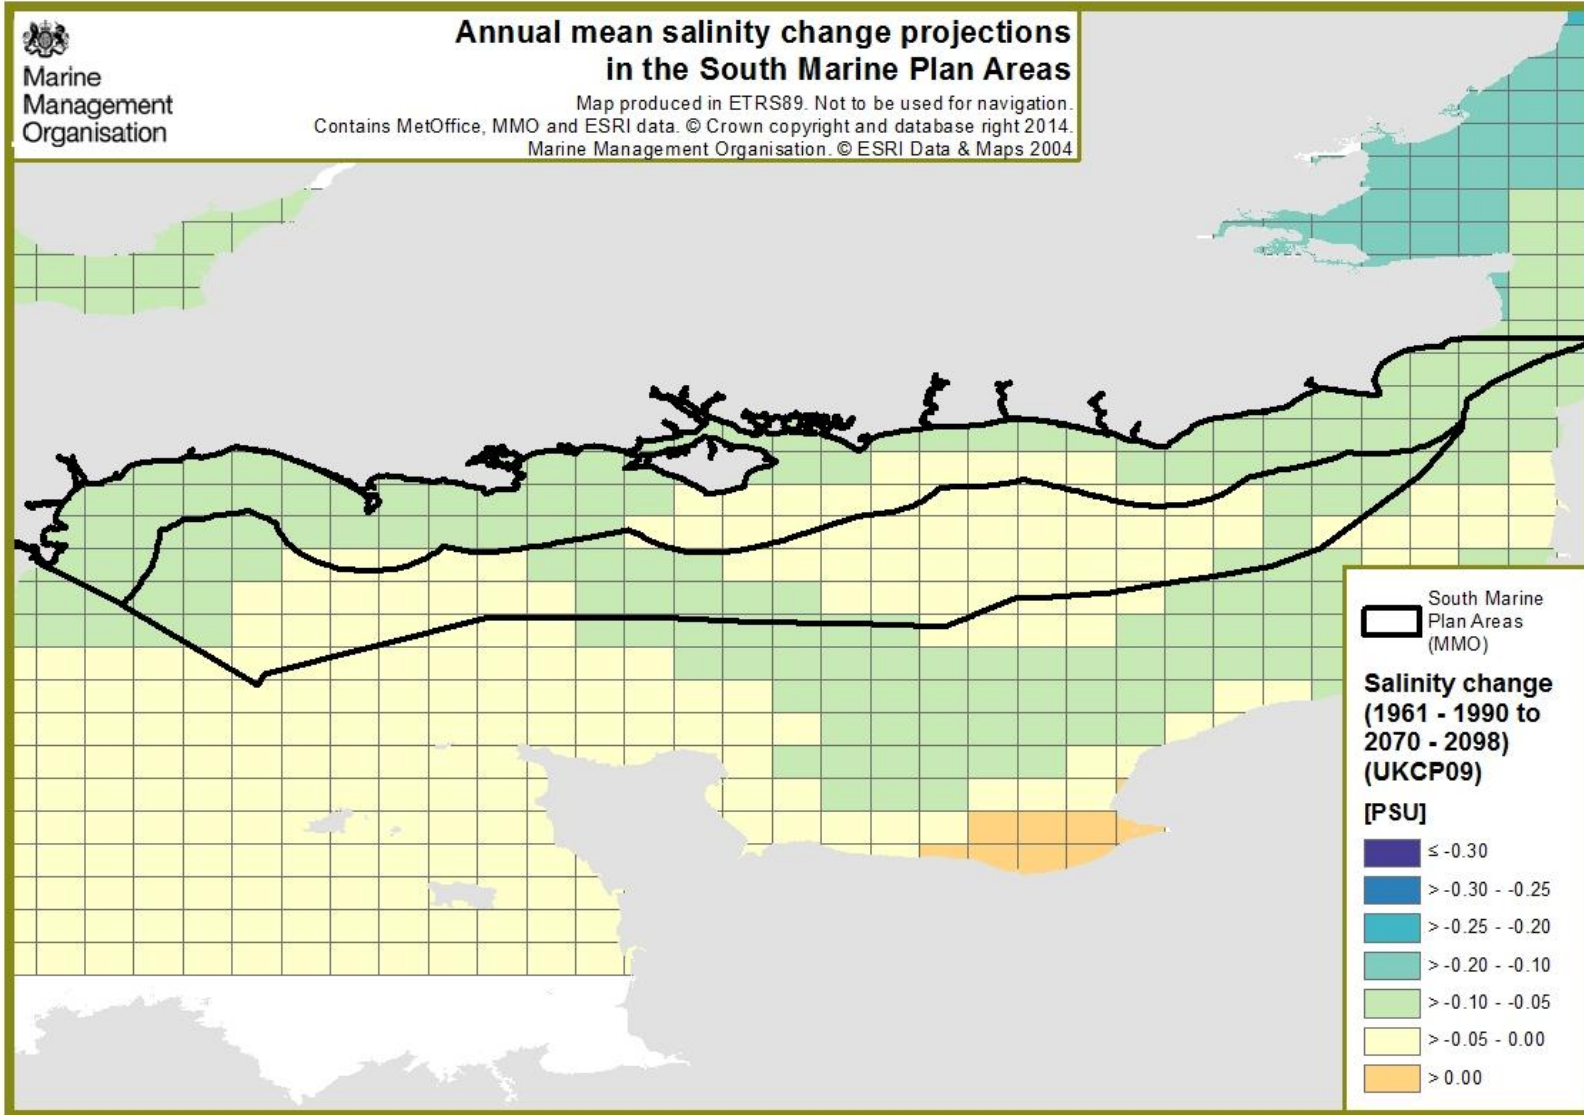 Marine
Management
Organisation
Annual mean salinity change projections
in the South Marine Plan Areas
Map produced in ETRS89. Not to be used for navigation.
Contains MetOffice, MMO and ESRI data. © Crown copyright and database right 2014.
Marine Management Organisation. © ESRI Data & Maps 2004
South Marine
Plan Areas
(MMO)
Salinity change
(1961 - 1990 to
2070 - 2098)
(UKCP09)
[PSU]
≤ -0.30
> -0.30 - -0.25
> -0.25 - -0.20
> -0.20 - -0.10
> -0.10 - -0.05
> -0.05 - 0.00
> 0.00